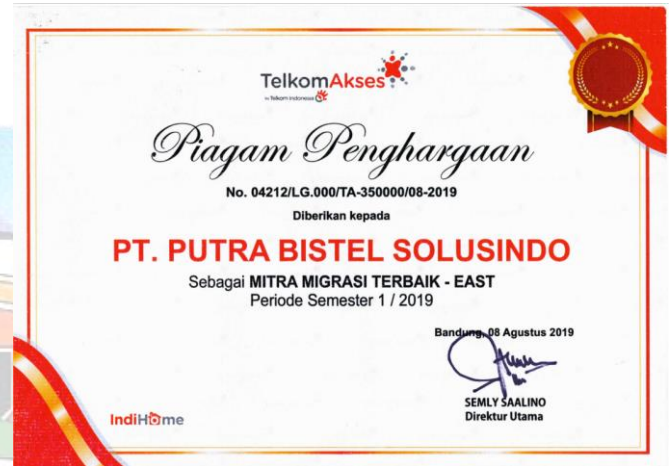 TelkomAkses
by Telkom Indonesia
Piagam Penghargaan
No. 04212/LG.000/TA-350000/08-2019
Diberikan kepada
PT. PUTRA BISTEL SOLUSINDO
Sebagai MITRA MIGRASI TERBAIK - EAST
Periode Semester 1 / 2019
Bandung, 08 Agustus 2019
SEMLY SAALINO
Direktur Utama
IndiHome